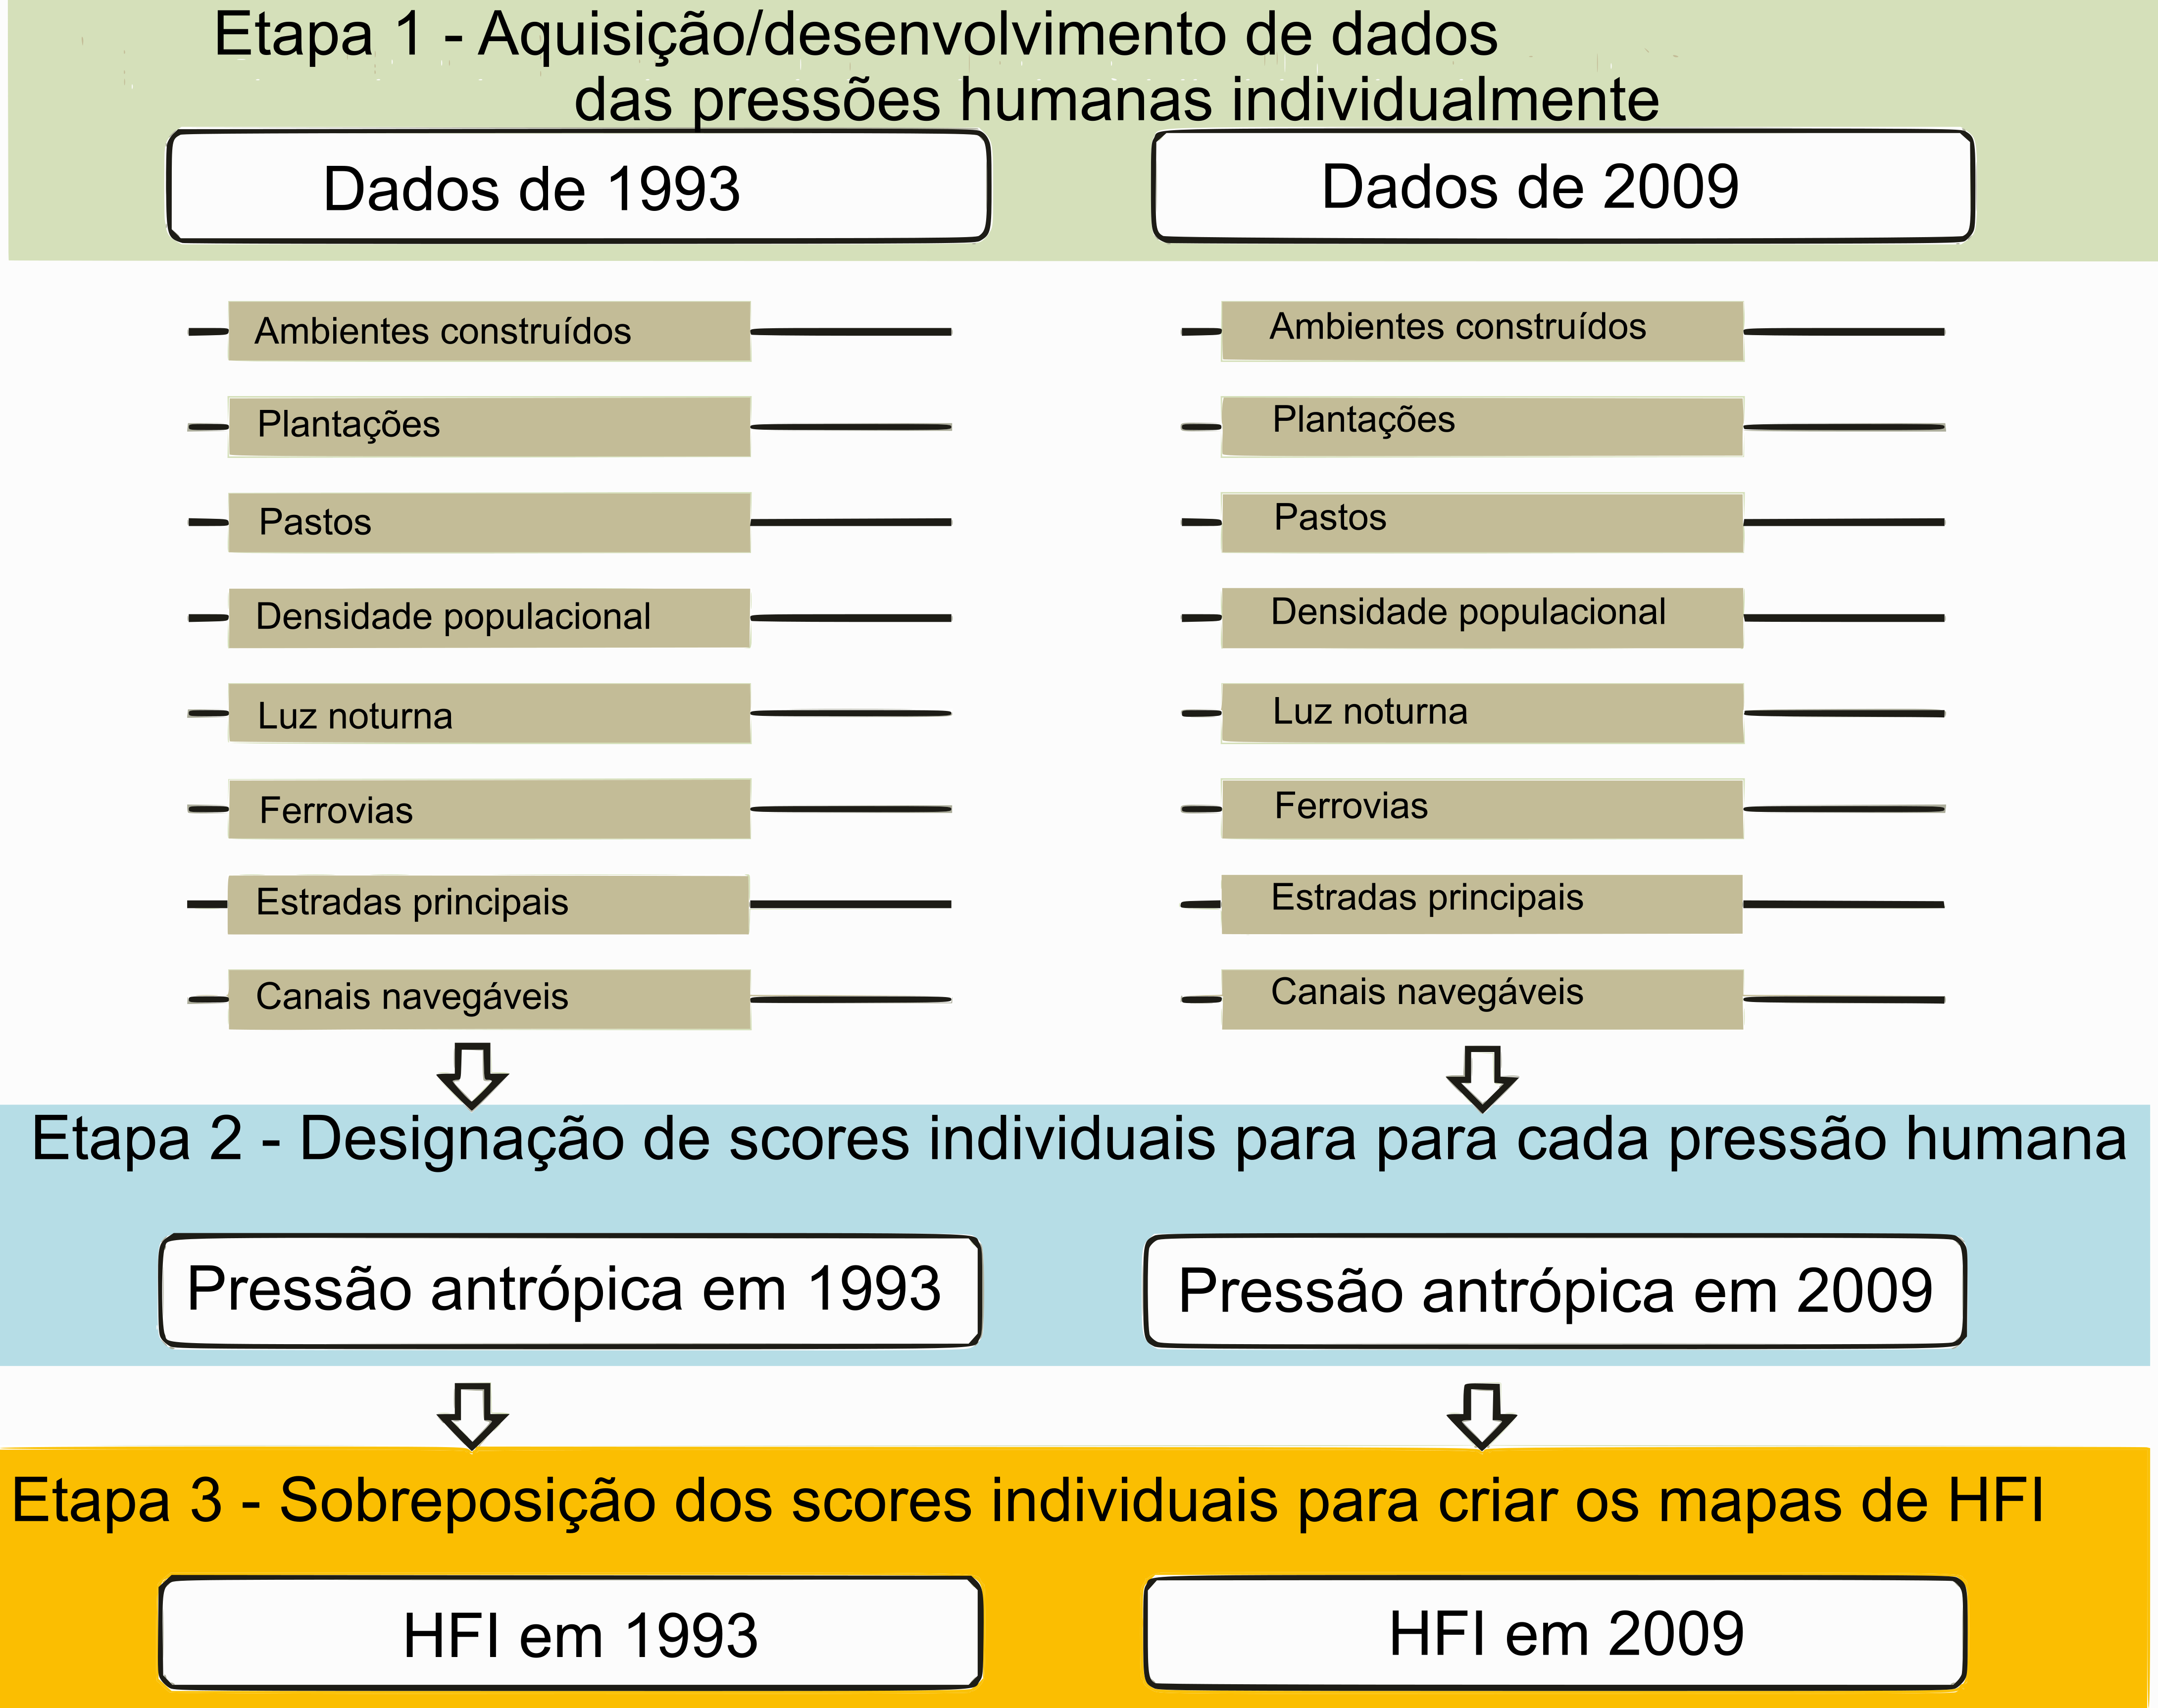 Etapa 1 - Aquisição/desenvolvimento de dados
das pressões humanas individualmente
Dados de 1993
Dados de 2009
Ambientes construídos
Ambientes construídos
Plantações
Plantações
Pastos
Pastos
Densidade populacional
Densidade populacional
Luz noturna
Luz noturna
Ferrovias
Ferrovias
Estradas principais
Estradas principais
Canais navegáveis
Canais navegáveis
Etapa 2 - Designação de scores individuais para para cada pressão humana
Pressão antrópica em 1993
Pressão antrópica em 2009
Etapa 3 - Sobreposição dos scores individuais para criar os mapas de HFI
HFI em 1993
HFI em 2009